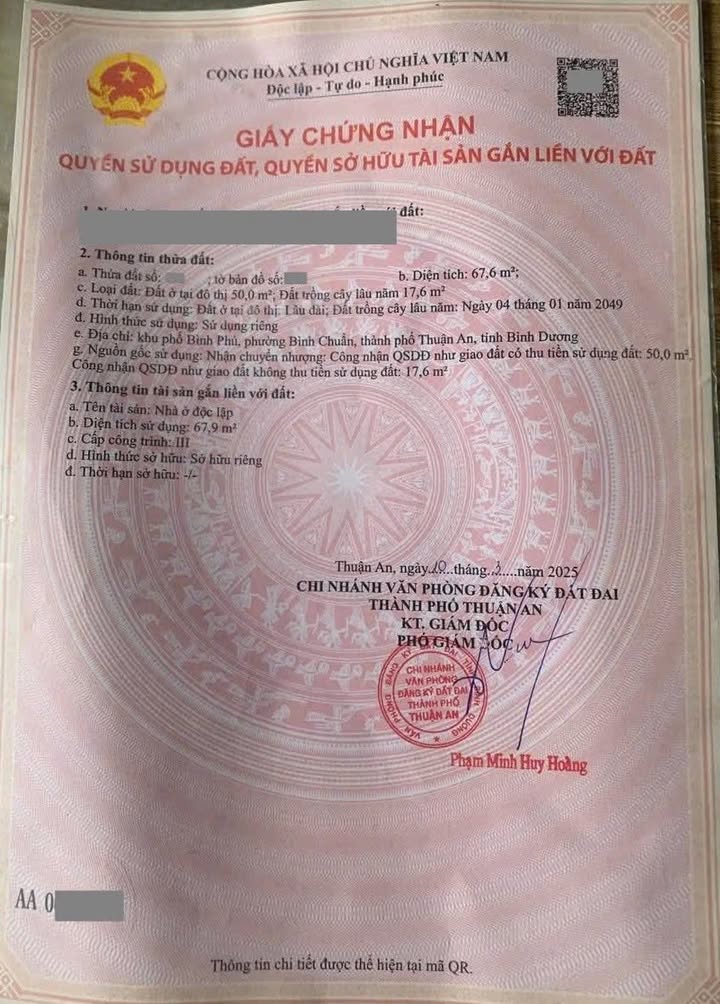 CỘNG HÒA XÃ HỘI CHỦ NGHĨA VIỆT NAM
Độc lập - Tự do - Hạnh phúc
GIẤY CHỨNG NHẬN
QUYỀN SỬ DỤNG ĐẤT, QUYỀN SỞ HỮU TÀI SẢN GẮN LIỀN VỚI ĐẤT
đất:
2. Thông tin thửa đất:
a. Thửa đất số: ; tờ bản đồ số: b. Diện tích: 67,6 m²;
c. Loại đất: Đất ở tại đô thị 50,0 m²; Đất trồng cây lâu năm 17,6 m²
d. Thời hạn sử dụng: Đất ở tại đô thị: Lâu dài; Đất trồng cây lâu năm: Ngày 04 tháng 01 năm 2049
đ. Hình thức sử dụng: Sử dụng riêng
e. Địa chỉ: khu phố Bình Phú, phường Bình Chuẩn, thành phố Thuận An, tỉnh Bình Dương
g. Nguồn gốc sử dụng: Nhận chuyển nhượng: Công nhận QSDĐ như giao đất có thu tiền sử dụng đất: 50,0 m².
Công nhận QSDĐ như giao đất không thu tiền sử dụng đất: 17,6 m²
3. Thông tin tài sản gắn liền với đất:
a. Tên tài sản: Nhà ở độc lập
b. Diện tích sử dụng: 67,9 m²
c. Cấp công trình: III
d. Hình thức sở hữu: Sở hữu riêng
đ. Thời hạn sở hữu: -/-
Thuận An, ngày....tháng....năm 2025
CHI NHÁNH VĂN PHÒNG ĐĂNG KÝ ĐẤT ĐAI
THÀNH PHỐ THUẬN AN
KT. GIÁM ĐỐC
PHÓ GIÁM ĐỐC
VĂN PHÒNG ĐĂNG KÝ ĐẤT ĐAI TỈNH BÌNH DƯƠNG
CHI NHÁNH
VĂN PHÒNG
ĐĂNG KÝ ĐẤT ĐAI
THÀNH PHỐ
THUẬN AN
Phạm Minh Huy Hoàng
AA 0
Thông tin chi tiết được thể hiện tại mã QR.